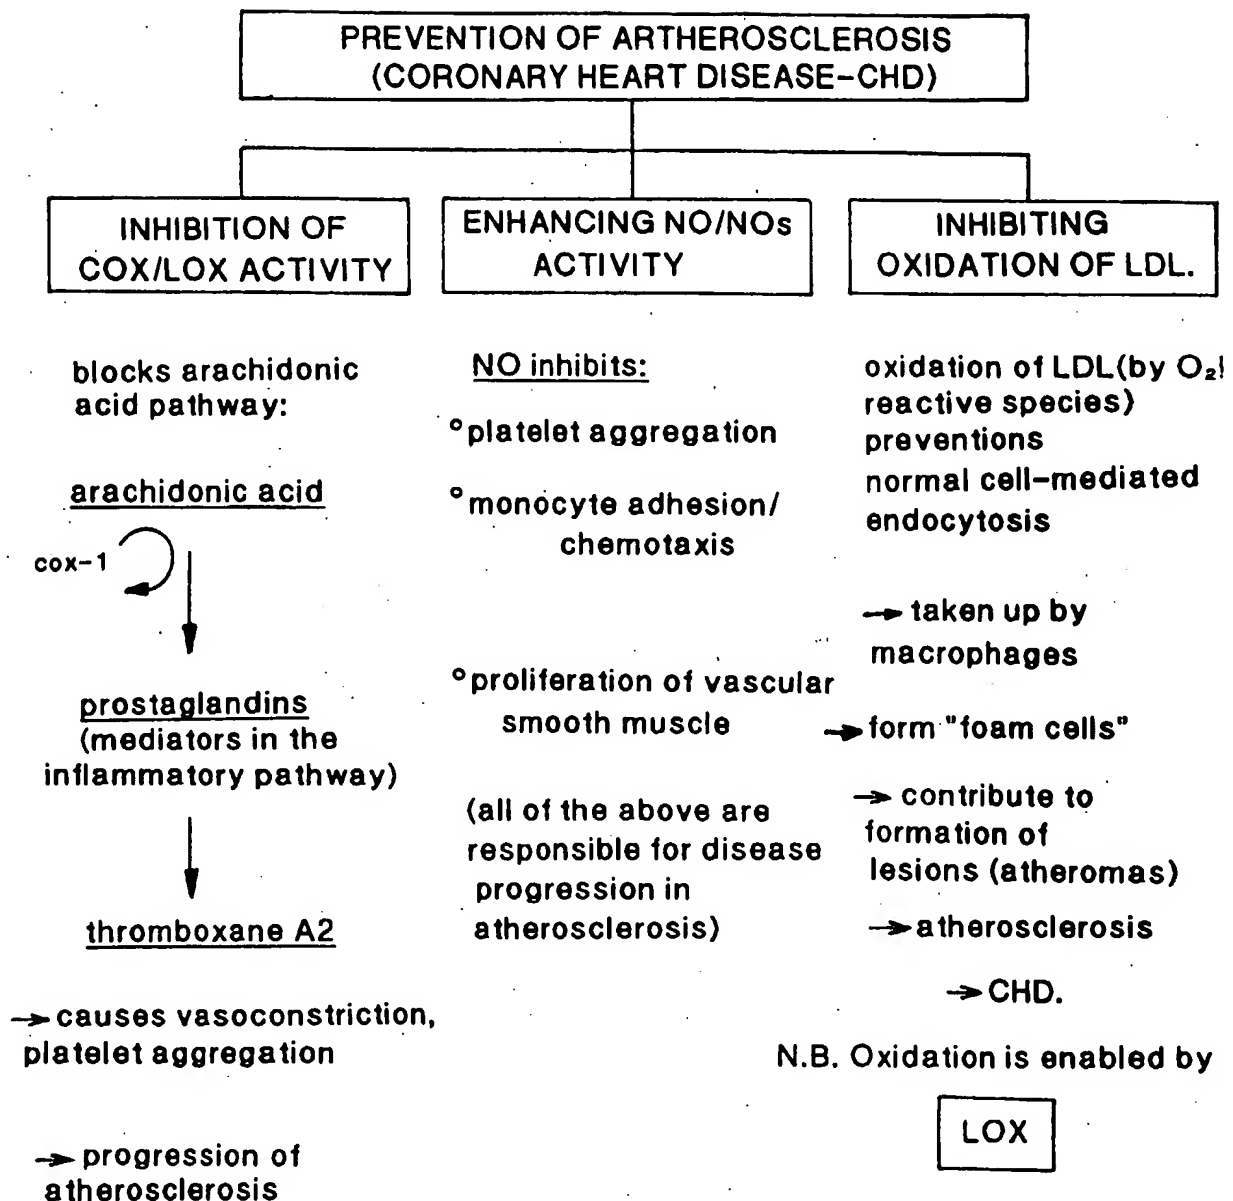 PREVENTION OF ARTHEROSCLEROSIS
(CORONARY HEART DISEASE-CHD)
INHIBITION OF
COX/LOX ACTIVITY
blocks arachidonic
acid pathway:
arachidonic acid
cox-1
prostaglandins
(mediators in the
inflammatory pathway)
thromboxane A2
→ causes vasoconstriction,
platelet aggregation
→ progression of
atherosclerosis
ENHANCING NO/NOs
ACTIVITY
NO inhibits:
°platelet aggregation
°monocyte adhesion/
chemotaxis
°proliferation of vascular
smooth muscle
(all of the above are
responsible for disease
progression in
atherosclerosis)
INHIBITING
OXIDATION OF LDL.
oxidation of LDL(by O₂!
reactive species)
preventions
normal cell-mediated
endocytosis
→ taken up by
macrophages
→ form "foam cells"
→ contribute to
formation of
lesions (atheromas)
→ atherosclerosis
→ CHD.
N.B. Oxidation is enabled by
LOX